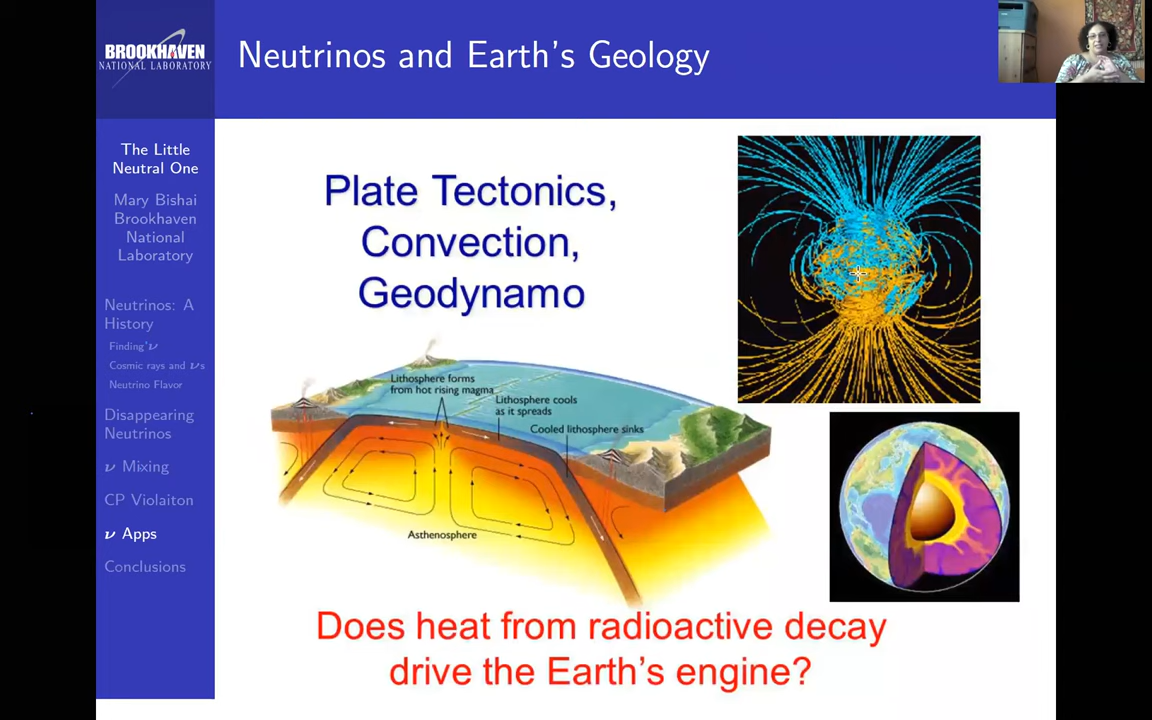 BROOKHAVEN
NATIONAL LABORATORY
Neutrinos and Earth's Geology
The Little
Neutral One
Mary Bishai
Brookhaven
National
Laboratory
Neutrinos: A
History
Finding ν
Cosmic rays and νs
Neutrino Flavor
Disappearing
Neutrinos
ν Mixing
CP Violaiton
ν Apps
Conclusions
Plate Tectonics,
Convection,
Geodynamo
Lithosphere forms
from hot rising magma
Lithosphere cools
as it spreads
Cooled lithosphere sinks
Asthenosphere
Does heat from radioactive decay
drive the Earth's engine?